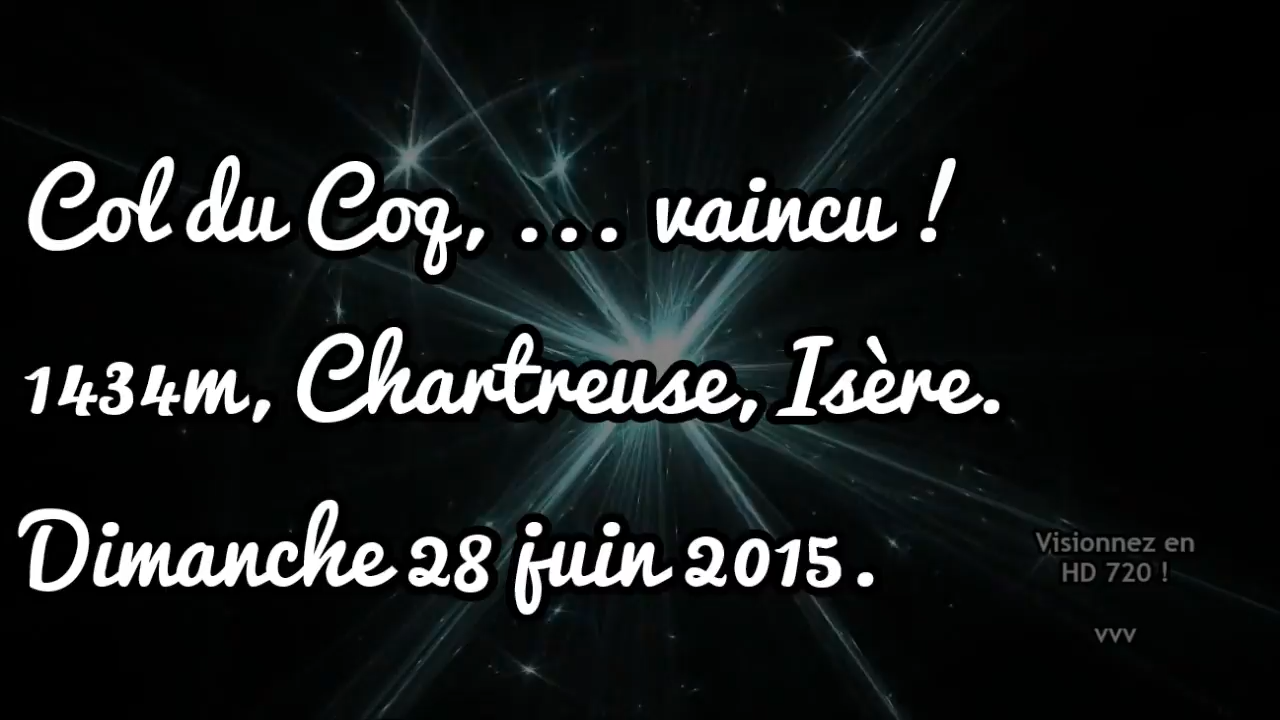 Col du Coq, ... vaincu !
1434m, Chartreuse, Isère.
Dimanche 28 juin 2015.
Visionnez en
HD 720 !
vvv